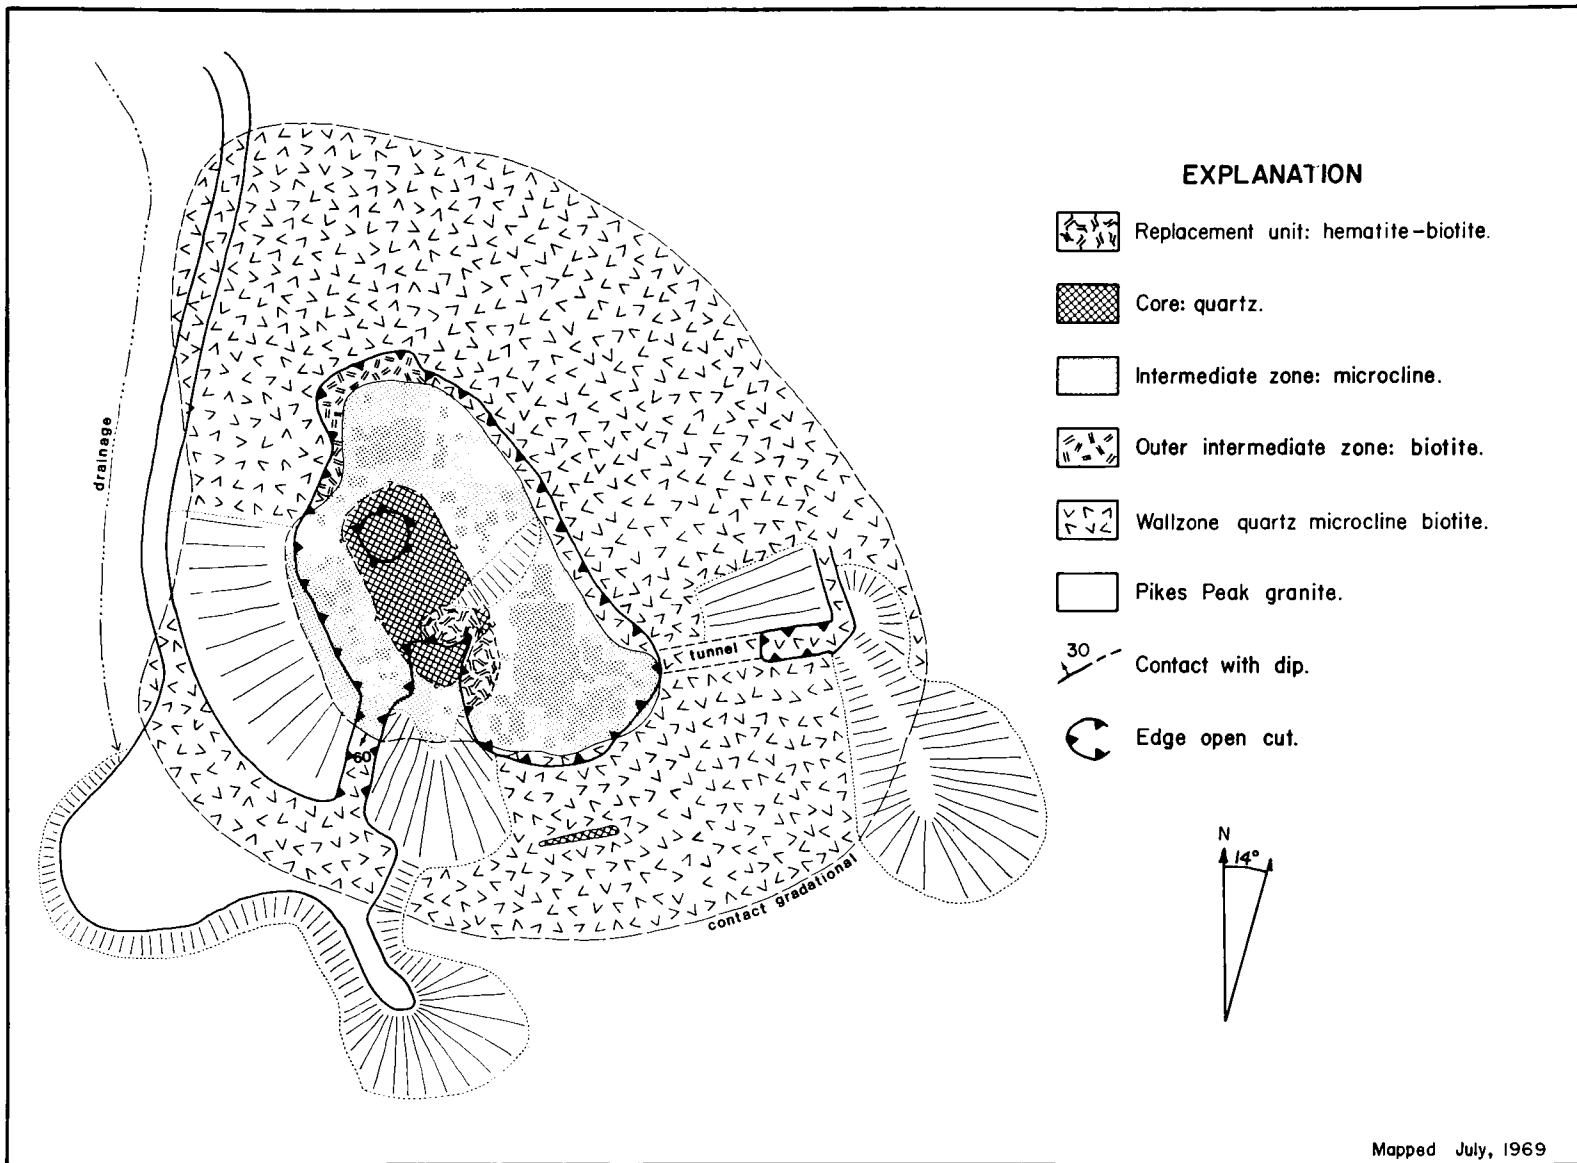 EXPLANATION
Replacement unit: hematite-biotite.
Core: quartz.
Intermediate zone: microcline.
Outer intermediate zone: biotite.
Wallzone quartz microcline biotite.
Pikes Peak granite.
30
Contact with dip.
Edge open cut.
drainage
tunnel
60
contact gradational
N
14°
Mapped July, 1969